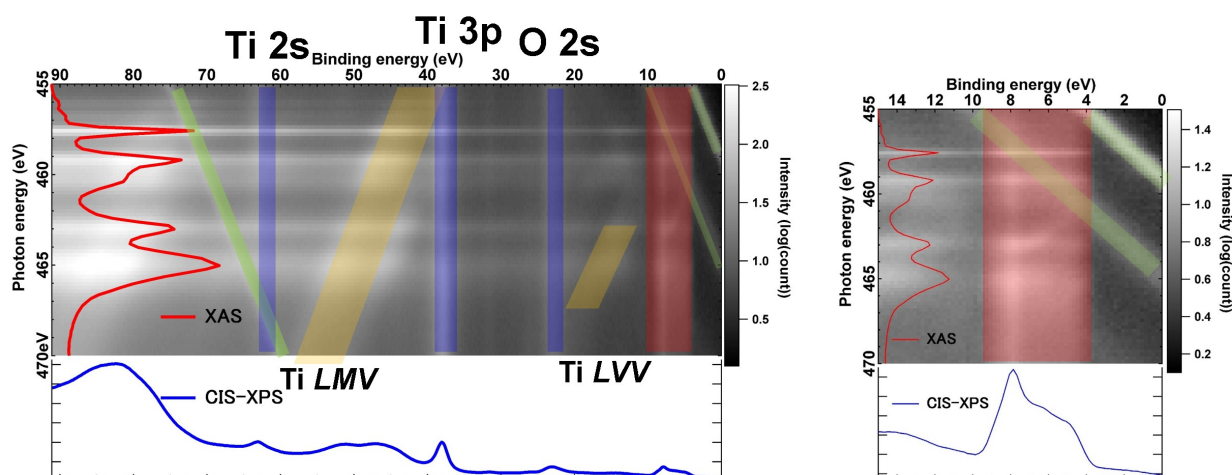 Ti 2s Ti 3p O 2s
Binding energy (eV)
90 80 70 60 50 40 30 20 10 0
455
460
465
470eV
Photon energy (eV)
XAS
2.5
2.0
1.5
1.0
0.5
Intensity (log(count))
Ti LMV
Ti LVV
CIS-XPS
Binding energy (eV)
14 12 10 8 6 4 2 0
455
460
465
470
Photon energy (eV)
XAS
1.4
1.2
1.0
0.8
0.6
0.4
0.2
Intensity (log(count))
CIS-XPS